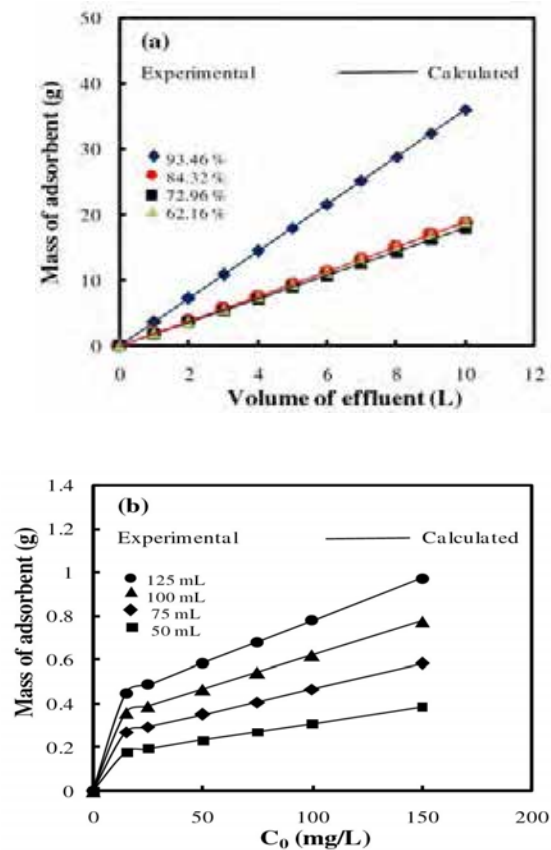 50
(a)
Experimental Calculated
40
30
93.46 %
84.32 %
72.96 %
62.16 %
20
10
0
0 2 4 6 8 10 12
Mass of adsorbent (g)
Volume of effluent (L)
1.4
(b)
1.2
Experimental Calculated
1
125 mL
100 mL
75 mL
50 mL
0.8
0.6
0.4
0.2
0
0 50 100 150 200
Mass of adsorbent (g)
C₀ (mg/L)